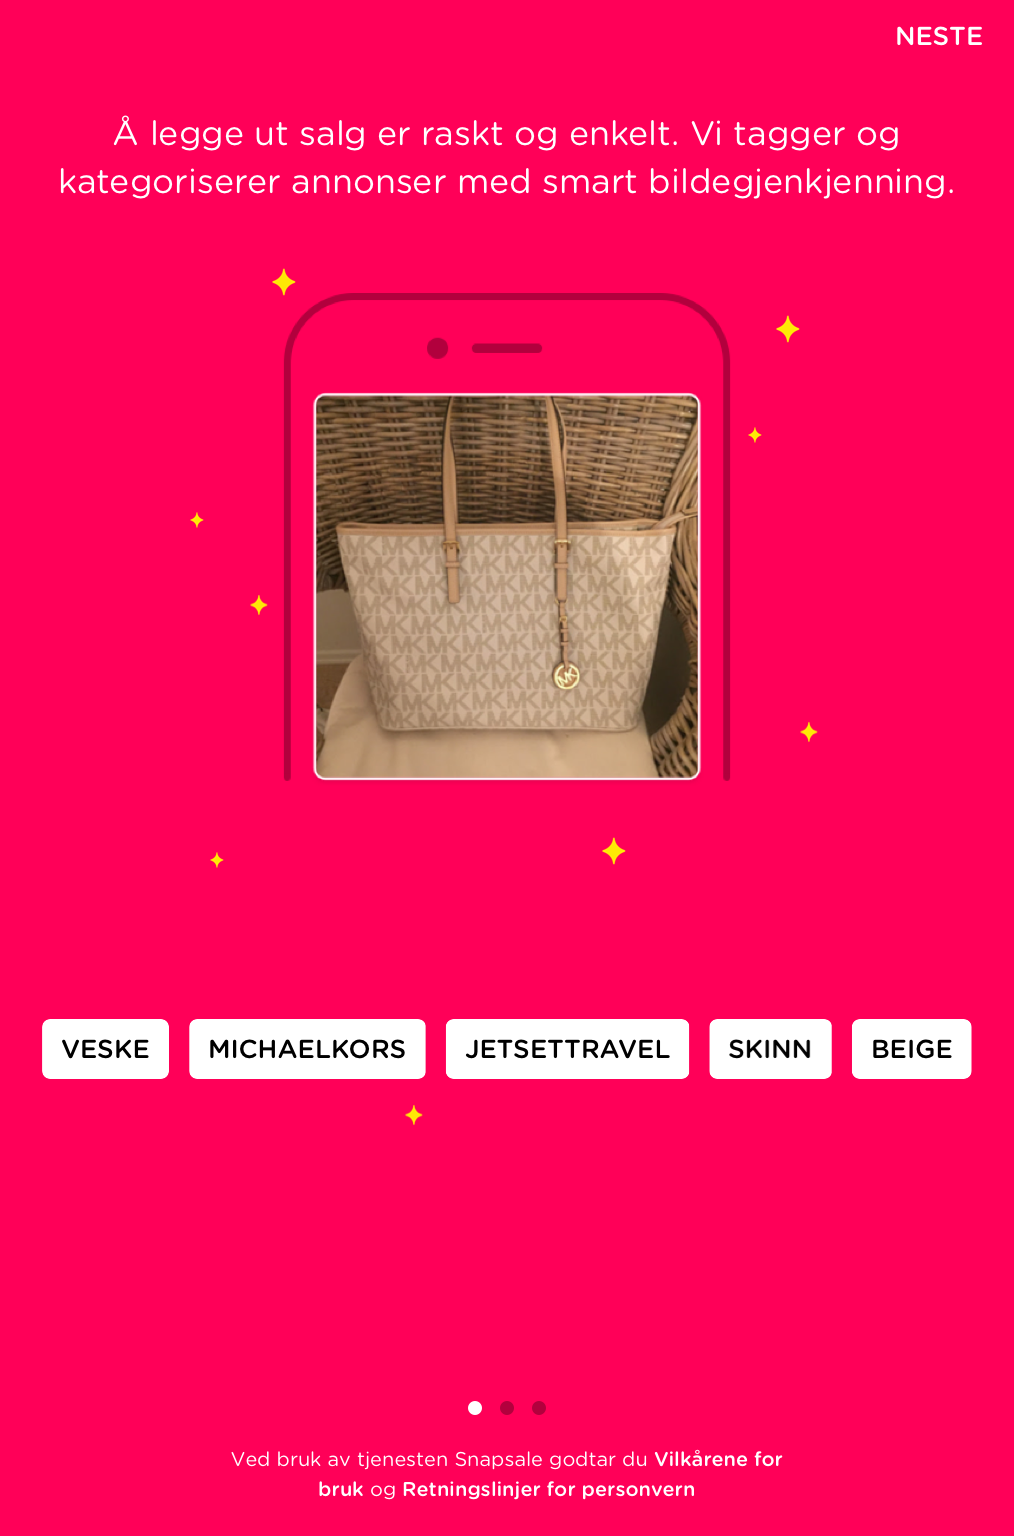 NESTE
Å legge ut salg er raskt og enkelt. Vi tagger og
kategoriserer annonser med smart bildegjenkjenning.
VESKE MICHAELKORS JETSETTRAVEL SKINN BEIGE
Ved bruk av tjenesten Snapsale godtar du Vilkårene for
bruk og Retningslinjer for personvern